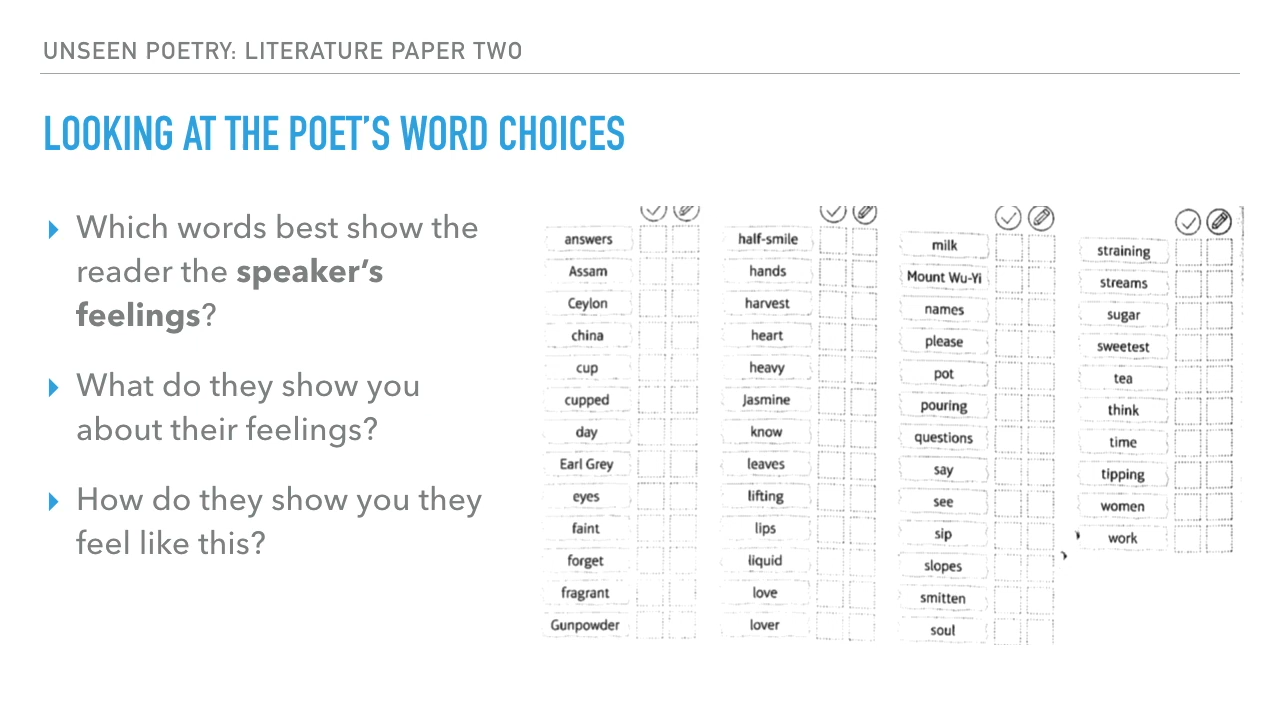 UNSEEN POETRY: LITERATURE PAPER TWO
LOOKING AT THE POET'S WORD CHOICES
Which words best show the
reader the speaker's
feelings?
What do they show you
about their feelings?
How do they show you they
feel like this?
answers
Assam
Ceylon
china
cup
cupped
day
Earl Grey
eyes
faint
forget
fragrant
Gunpowder
half-smile
hands
harvest
heart
heavy
Jasmine
know
leaves
lifting
lips
liquid
love
lover
milk
Mount Wu-Yi
names
please
pot
pouring
questions
say
see
sip
slopes
smitten
soul
straining
streams
sugar
sweetest
tea
think
time
tipping
women
work